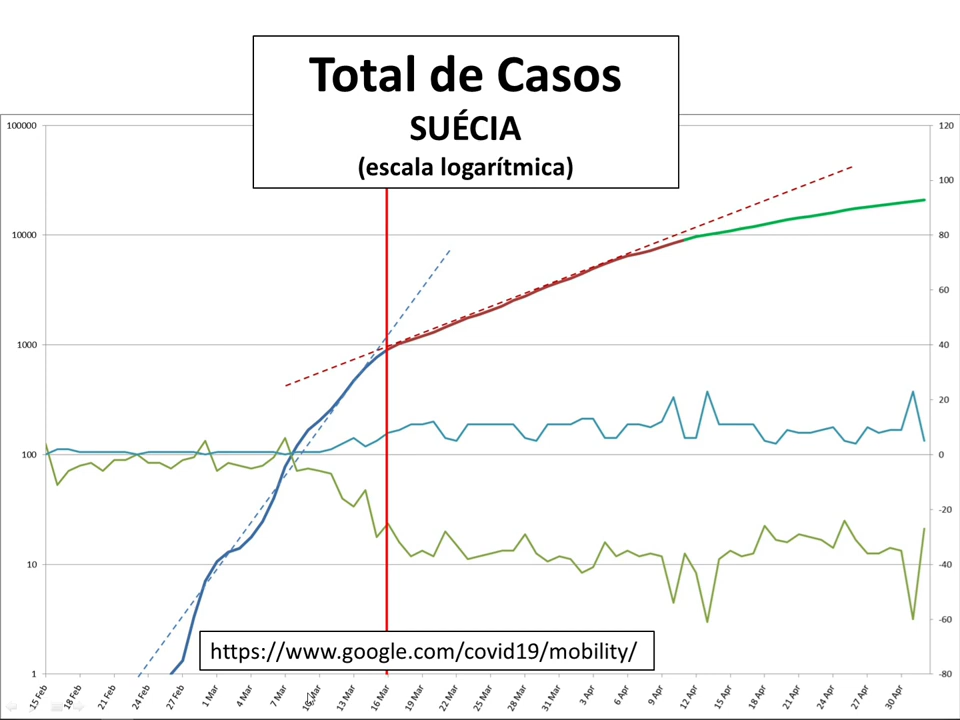 Total de Casos
SUÉCIA
(escala logarítmica)
100000
10000
1000
100
10
1
120
100
80
60
40
20
0
-20
-40
-60
-80
https://www.google.com/covid19/mobility/
15 Feb
18 Feb
21 Feb
24 Feb
27 Feb
1 Mar
4 Mar
7 Mar
10 Mar
13 Mar
16 Mar
19 Mar
22 Mar
25 Mar
28 Mar
31 Mar
3 Apr
6 Apr
9 Apr
12 Apr
15 Apr
18 Apr
21 Apr
24 Apr
27 Apr
30 Apr